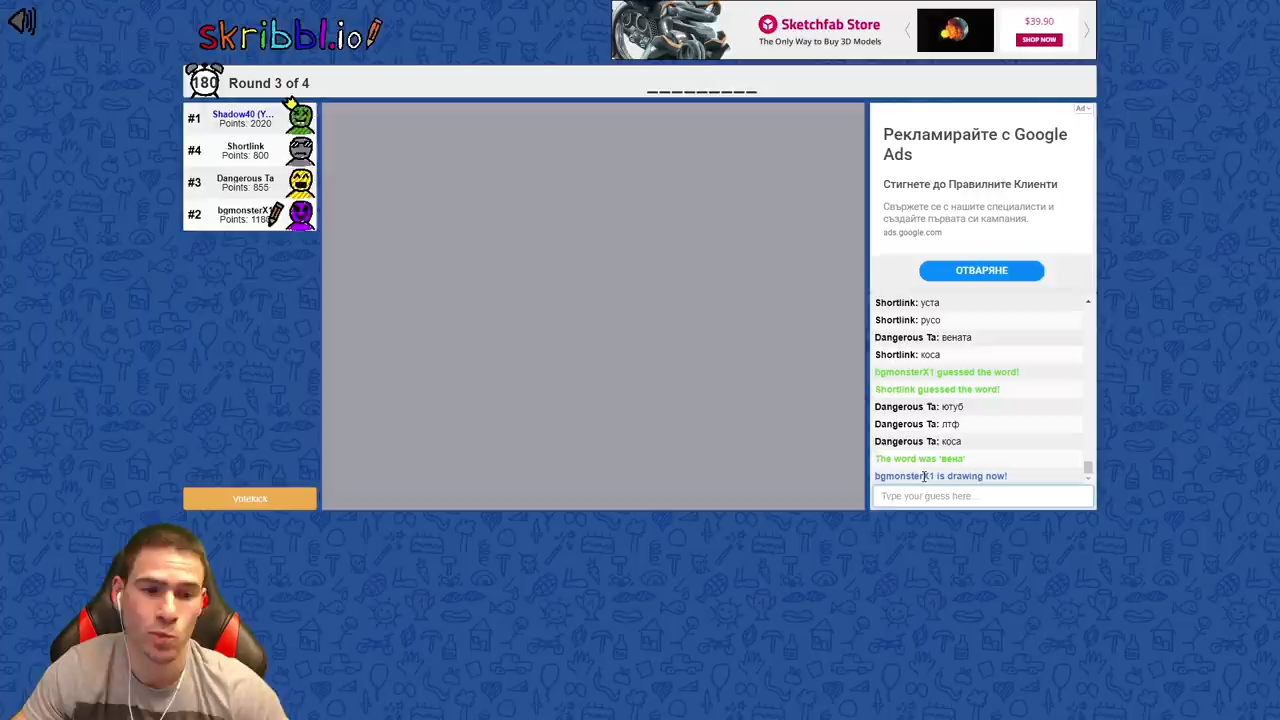 skribbl.io
Sketchfab Store
The Only Way to Buy 3D Models
$39.90
SHOP NOW
180
Round 3 of 4
_________
#1
Shadow40 (Y...
Points: 2020
#4
Shortlink
Points: 800
#3
Dangerous Ta
Points: 855
#2
bgmonsterX1
Points: 1180
Votekick
Ad
Рекламирайте с Google
Ads
Стигнете до Правилните Клиенти
Свържете се с нашите специалисти и
създайте първата си кампания.
ads.google.com
ОТВАРЯНЕ
Shortlink: уста
Shortlink: русо
Dangerous Ta: вената
Shortlink: коса
bgmonsterX1 guessed the word!
Shortlink guessed the word!
Dangerous Ta: ютуб
Dangerous Ta: лтф
Dangerous Ta: коса
The word was 'вена'
bgmonsterX1 is drawing now!
Type your guess here...